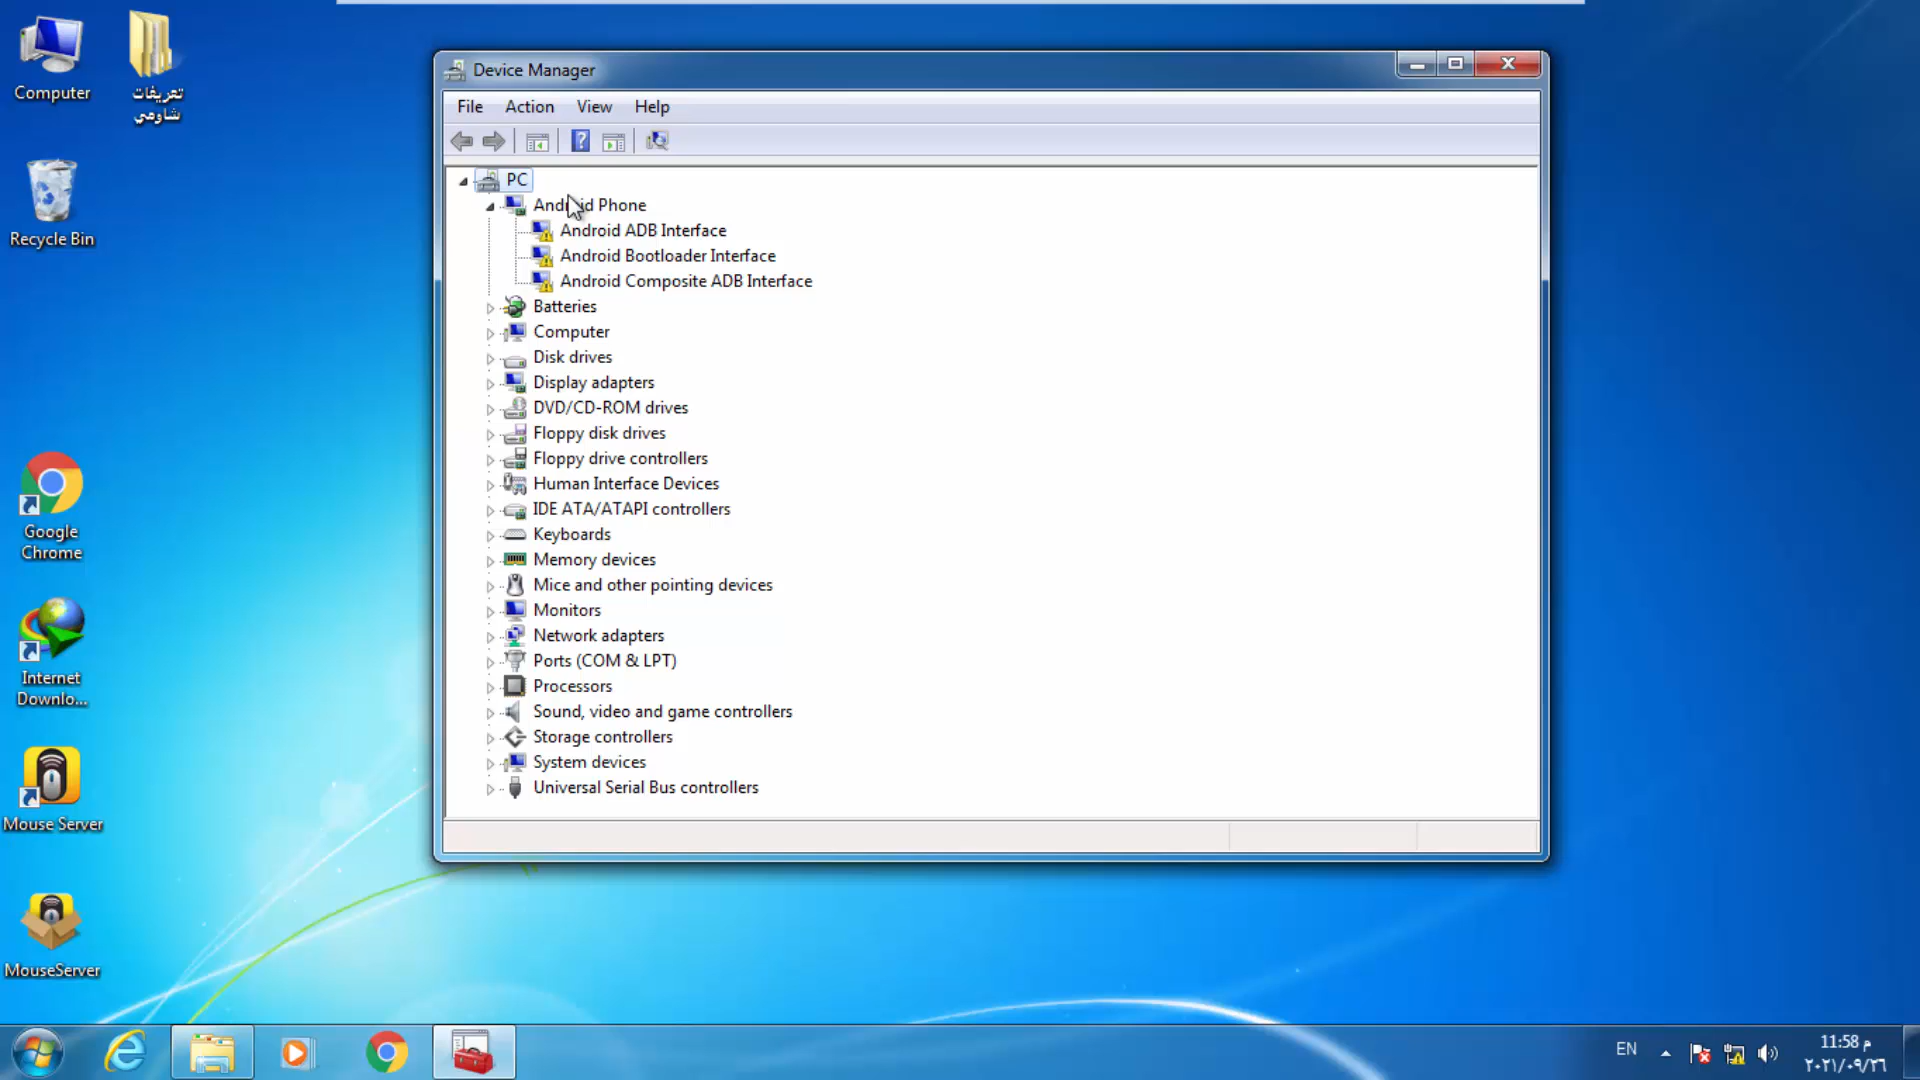 Computer
تعريفات
شاومي
Recycle Bin
Google
Chrome
Internet
Downlo...
Mouse Server
MouseServer
Device Manager
File Action View Help
PC
Android Phone
Android ADB Interface
Android Bootloader Interface
Android Composite ADB Interface
Batteries
Computer
Disk drives
Display adapters
DVD/CD-ROM drives
Floppy disk drives
Floppy drive controllers
Human Interface Devices
IDE ATA/ATAPI controllers
Keyboards
Memory devices
Mice and other pointing devices
Monitors
Network adapters
Ports (COM & LPT)
Processors
Sound, video and game controllers
Storage controllers
System devices
Universal Serial Bus controllers
EN
11:58 م
٢٠٢١/٠٩/٢٦